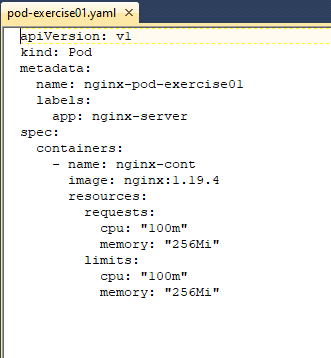 pod-exercise01.yaml
apiVersion: v1
kind: Pod
metadata:
  name: nginx-pod-exercise01
  labels:
    app: nginx-server
spec:
  containers:
    - name: nginx-cont
      image: nginx:1.19.4
      resources:
        requests:
          cpu: "100m"
          memory: "256Mi"
        limits:
          cpu: "100m"
          memory: "256Mi"